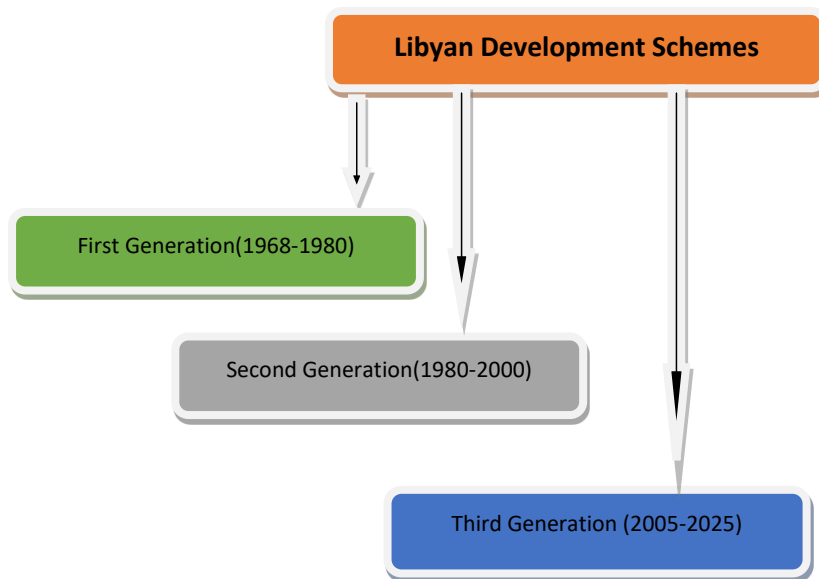 Libyan Development Schemes
First Generation(1968-1980)
Second Generation(1980-2000)
Third Generation (2005-2025)